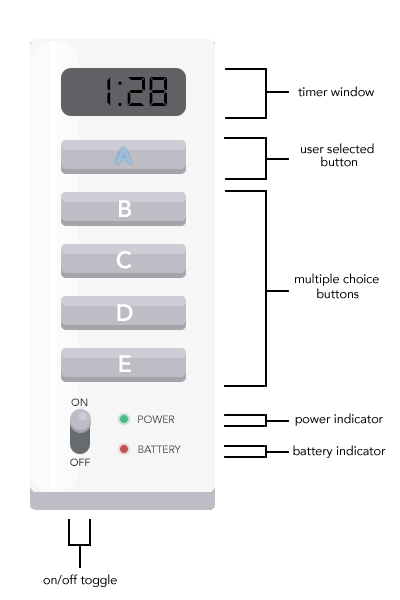 1:28
timer window
A
user selected
button
B
C
multiple choice
buttons
D
E
ON
POWER
power indicator
BATTERY
battery indicator
OFF
on/off toggle